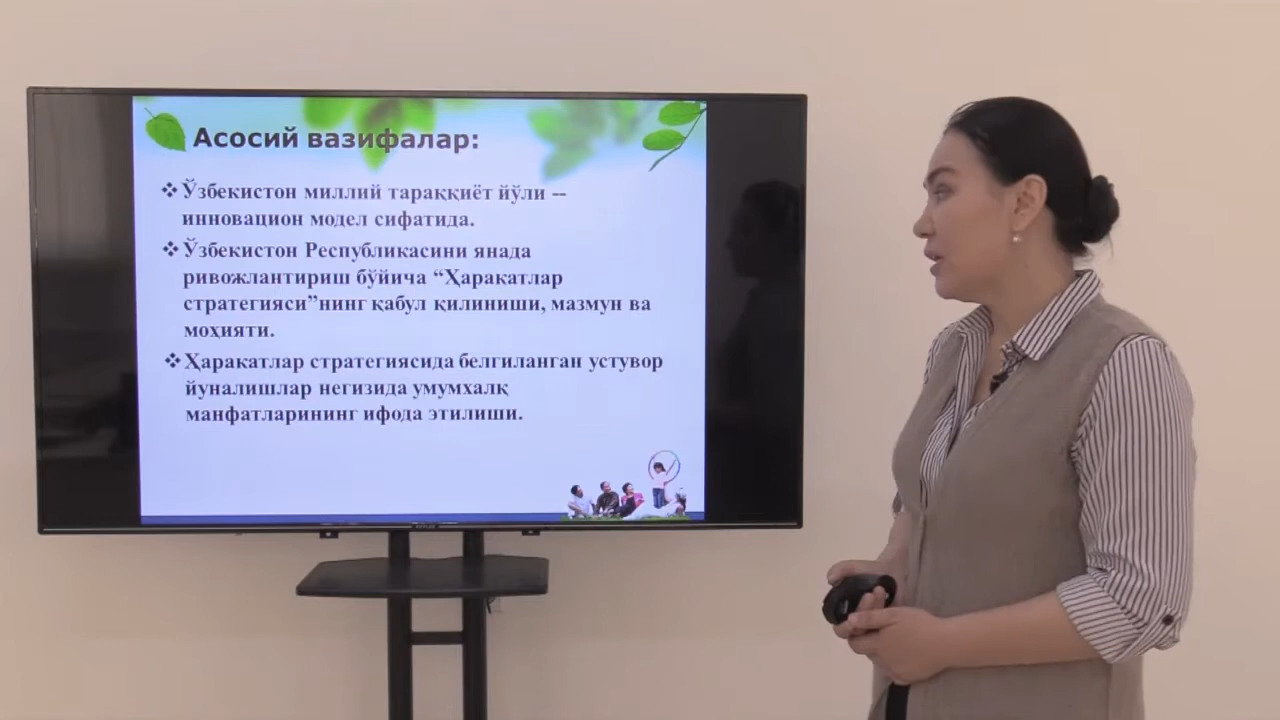 Асосий вазифалар:
❖Ўзбекистон миллий тараққиёт йўли --
инновацион модел сифатида.
❖Ўзбекистон Республикасини янада
ривожлантириш бўйича “Ҳаракатлар
стратегияси”нинг қабул қилиниши, мазмун ва
моҳияти.
❖Ҳаракатлар стратегиясида белгиланган устувор
йуналишлар негизида умумхалқ
манфатларининг ифода этилиши.